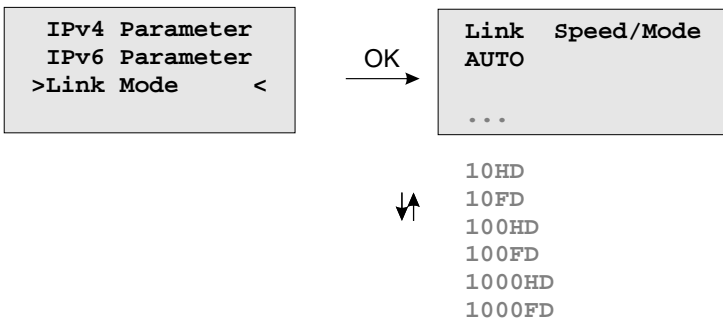 IPv4 Parameter
IPv6 Parameter
>Link Mode <
OK
Link Speed/Mode
AUTO
...
10HD
10FD
100HD
100FD
1000HD
1000FD